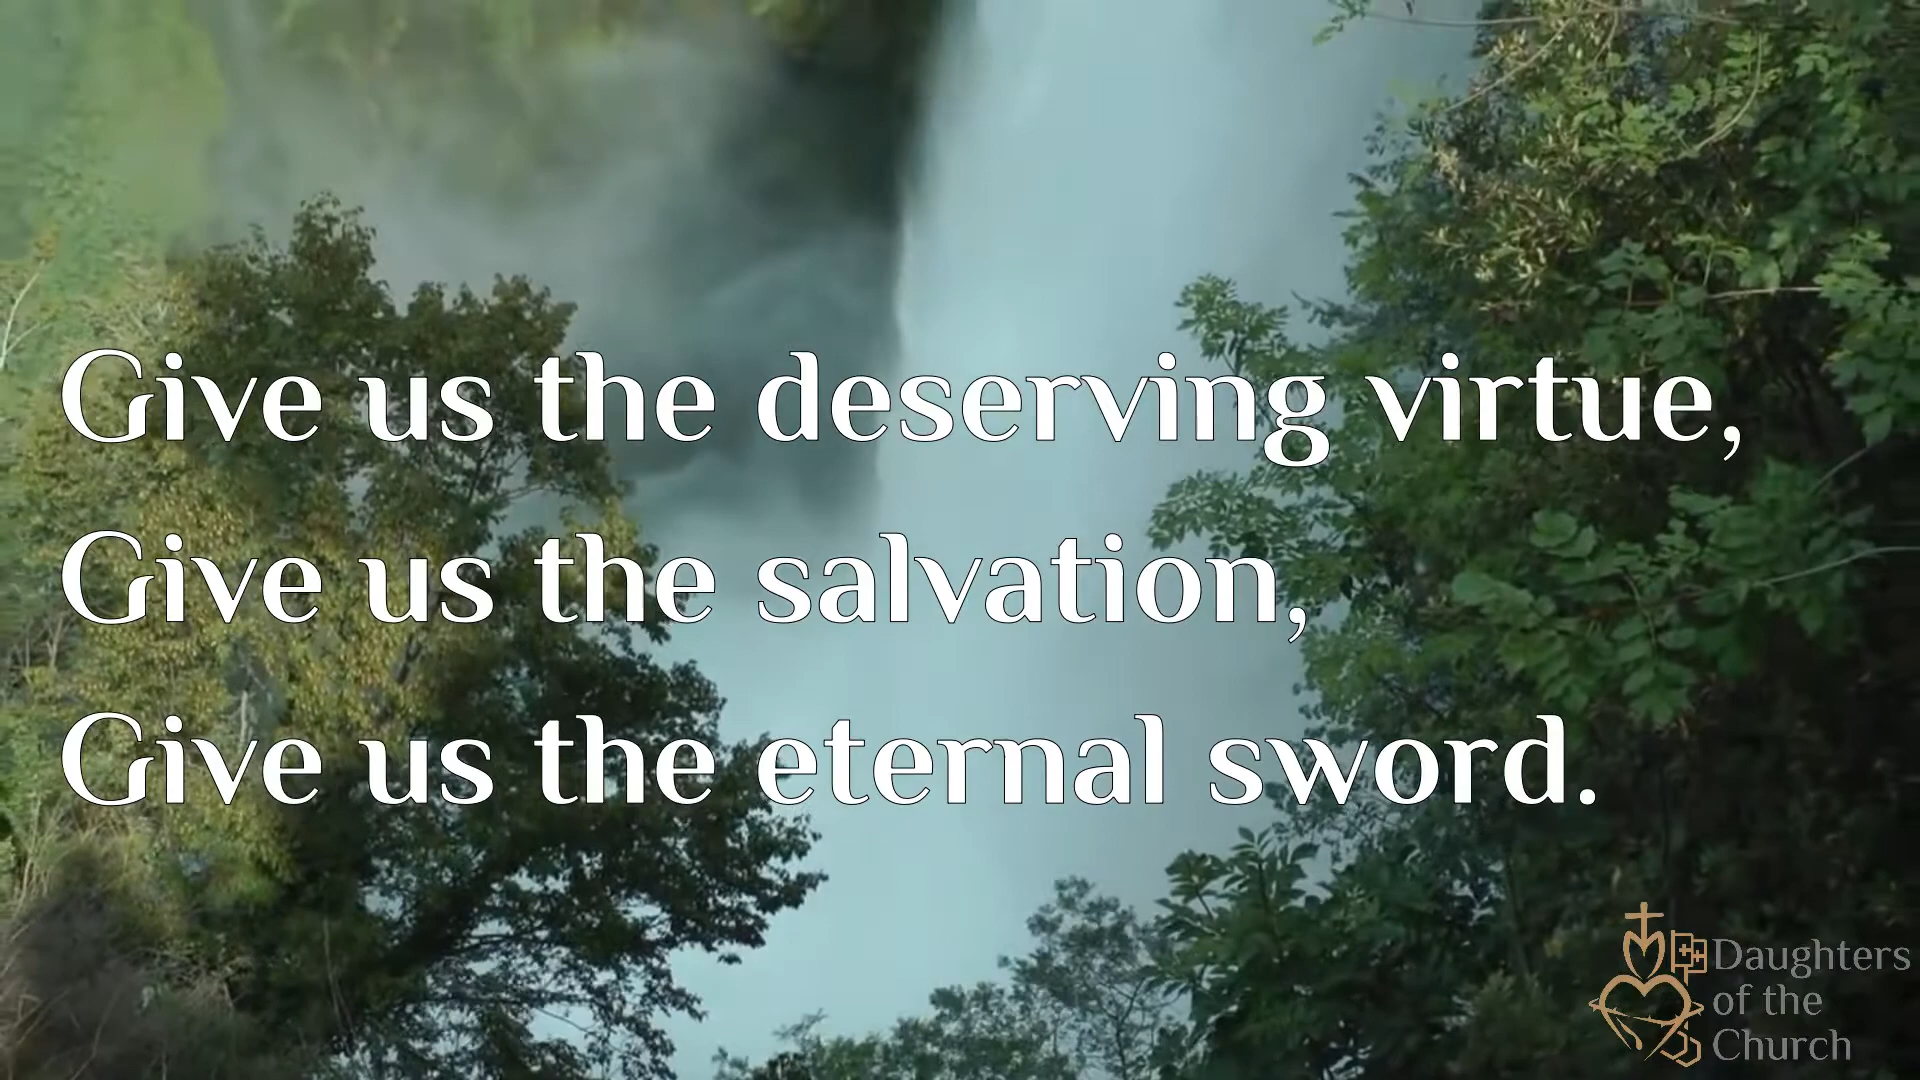 Give us the deserving virtue,
Give us the salvation,
Give us the eternal sword.
Daughters
of the
Church